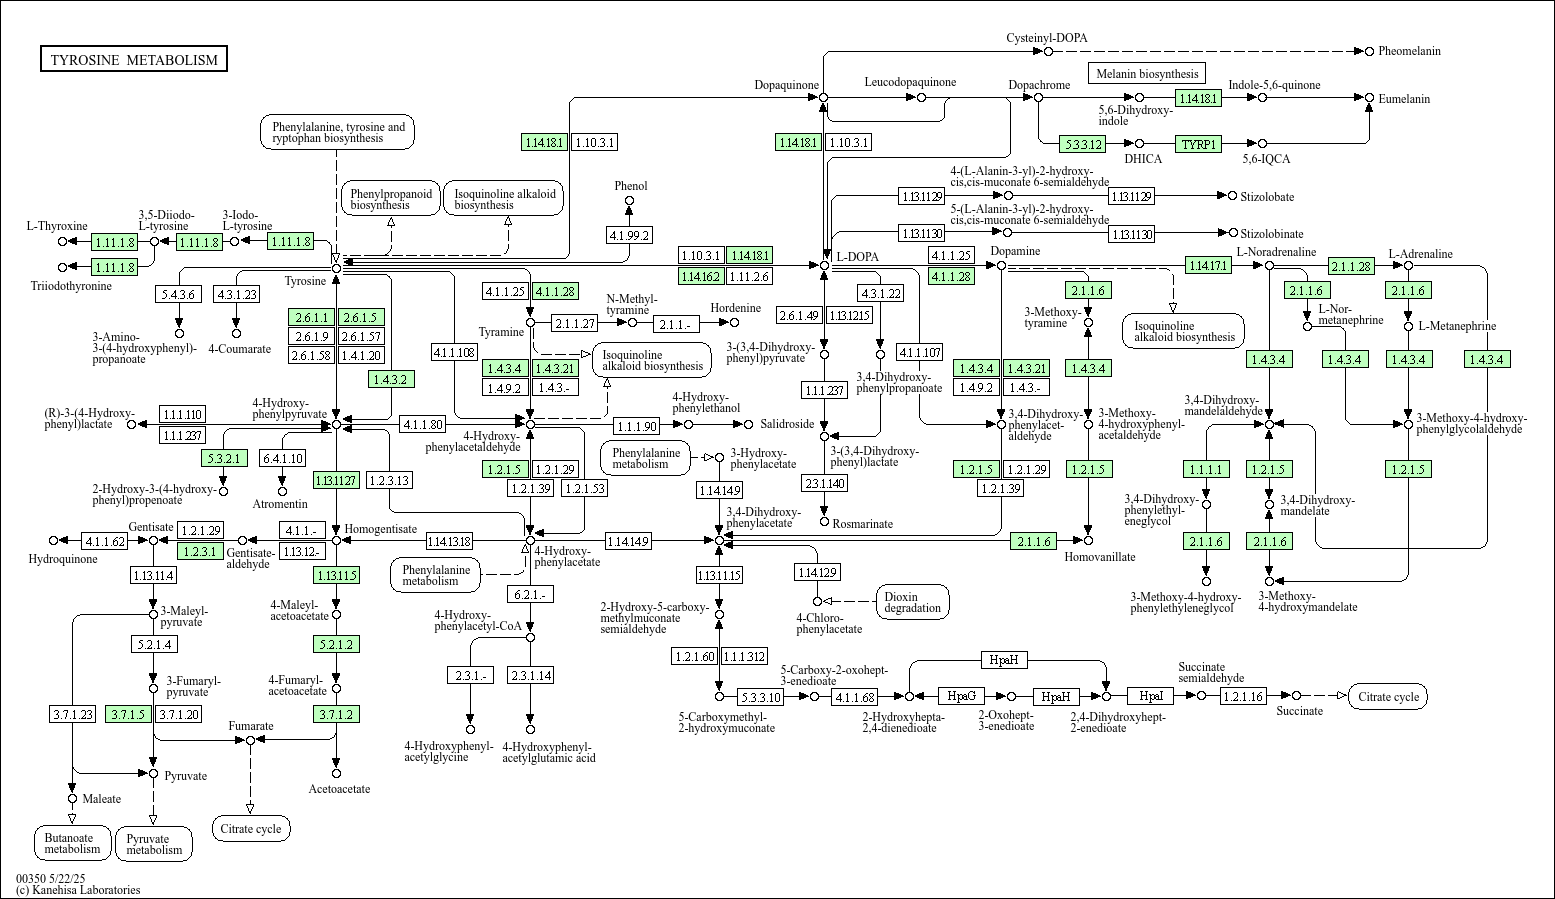 TYROSINE METABOLISM
Cysteinyl-DOPA
Pheomelanin
Melanin biosynthesis
Dopaquinone
Leucodopaquinone
Dopachrome
5,6-Dihydroxy-
indole
1.14.18.1
Indole-5,6-quinone
Eumelanin
Phenylalanine, tyrosine and
ryptophan biosynthesis
1.14.18.1
1.10.3.1
1.14.18.1
1.10.3.1
5.3.3.12
DHICA
TYRP1
5,6-IQCA
Phenylpropanoid
biosynthesis
Isoquinoline alkaloid
biosynthesis
Phenol
4.1.99.2
4-(L-Alanin-3-yl)-2-hydroxy-
cis,cis-muconate 6-semialdehyde
1.13.11.29
1.13.11.29
Stizolobate
5-(L-Alanin-3-yl)-2-hydroxy-
cis,cis-muconate 6-semialdehyde
1.13.11.30
1.13.11.30
Stizolobinate
L-Thyroxine
1.11.1.8
3,5-Diiodo-
L-tyrosine
1.11.1.8
3-Iodo-
L-tyrosine
1.11.1.8
1.11.1.8
Triiodothyronine
Tyrosine
1.10.3.1
1.14.18.1
1.14.16.2
1.11.2.6
L-DOPA
4.1.1.25
4.1.1.28
Dopamine
1.14.17.1
L-Noradrenaline
2.1.1.28
L-Adrenaline
5.4.3.6
4.3.1.23
3-Amino-
3-(4-hydroxyphenyl)-
propanoate
4-Coumarate
2.6.1.1
2.6.1.5
2.6.1.9
2.6.1.57
2.6.1.58
1.4.1.20
1.4.3.2
4.1.1.25
4.1.1.28
N-Methyl-
tyramine
Hordenine
Tyramine
2.1.1.27
2.1.1.-
4.1.1.108
Isoquinoline
alkaloid biosynthesis
1.4.3.4
1.4.3.21
1.4.9.2
1.4.3.-
4.3.1.22
2.6.1.49
1.13.12.15
3-(3,4-Dihydroxy-
phenyl)pyruvate
4.1.1.107
3,4-Dihydroxy-
phenylpropanoate
1.1.1.237
2.1.1.6
3-Methoxy-
tyramine
Isoquinoline
alkaloid biosynthesis
1.4.3.4
1.4.3.21
1.4.9.2
1.4.3.-
1.4.3.4
2.1.1.6
L-Nor-
metanephrine
2.1.1.6
L-Metanephrine
1.4.3.4
1.4.3.4
1.4.3.4
1.4.3.4
(R)-3-(4-Hydroxy-
phenyl)lactate
1.1.1.110
1.1.1.237
4-Hydroxy-
phenylpyruvate
4.1.1.80
4-Hydroxy-
phenylacetaldehyde
1.1.1.90
4-Hydroxy-
phenylethanol
Salidroside
3,4-Dihydroxy-
phenylacet-
aldehyde
3-Methoxy-
4-hydroxyphenyl-
acetaldehyde
3,4-Dihydroxy-
mandelaldehyde
3-Methoxy-4-hydroxy-
phenylglycolaldehyde
5.3.2.1
6.4.1.10
2-Hydroxy-3-(4-hydroxy-
phenyl)propenoate
Atromentin
1.13.11.27
1.2.3.13
1.2.1.5
1.2.1.29
1.2.1.39
1.2.1.53
Phenylalanine
metabolism
3-Hydroxy-
phenylacetate
1.14.14.9
3,4-Dihydroxy-
phenylacetate
3-(3,4-Dihydroxy-
phenyl)lactate
2.3.1.140
Rosmarinate
1.2.1.5
1.2.1.29
1.2.1.39
1.2.1.5
1.1.1.1
1.2.1.5
1.2.1.5
3,4-Dihydroxy-
phenylethyl-
eneglycol
3,4-Dihydroxy-
mandelate
Hydroquinone
4.1.1.62
Gentisate
1.2.1.29
1.2.3.1
Gentisate-
aldehyde
4.1.1.-
1.13.12.-
Homogentisate
1.14.13.18
4-Hydroxy-
phenylacetate
1.14.14.9
2.1.1.6
Homovanillate
2.1.1.6
2.1.1.6
1.13.11.4
1.13.11.5
Phenylalanine
metabolism
6.2.1.-
1.13.11.15
1.14.12.9
4-Chloro-
phenylacetate
Dioxin
degradation
3-Methoxy-4-hydroxy-
phenylethyleneglycol
3-Methoxy-
4-hydroxymandelate
3-Maleyl-
pyruvate
4-Maleyl-
acetoacetate
4-Hydroxy-
phenylacetyl-CoA
2-Hydroxy-5-carboxy-
methylmuconate
semialdehyde
5.2.1.4
5.2.1.2
2.3.1.-
2.3.1.14
1.2.1.60
1.1.1.312
5-Carboxy-2-oxohept-
3-enedioate
HpaH
Succinate
semialdehyde
3-Fumaryl-
pyruvate
4-Fumaryl-
acetoacetate
5.3.3.10
4.1.1.68
HpaG
HpaH
HpaI
1.2.1.16
Citrate cycle
5-Carboxymethyl-
2-hydroxymuconate
2-Hydroxyhepta-
2,4-dienedioate
2-Oxohept-
3-enedioate
2,4-Dihydroxyhept-
2-enedioate
Succinate
3.7.1.23
3.7.1.5
3.7.1.20
Fumarate
3.7.1.2
4-Hydroxyphenyl-
acetylglycine
4-Hydroxyphenyl-
acetylglutamic acid
Pyruvate
Acetoacetate
Maleate
Butanoate
metabolism
Pyruvate
metabolism
Citrate cycle
00350 5/22/25
(c) Kanehisa Laboratories